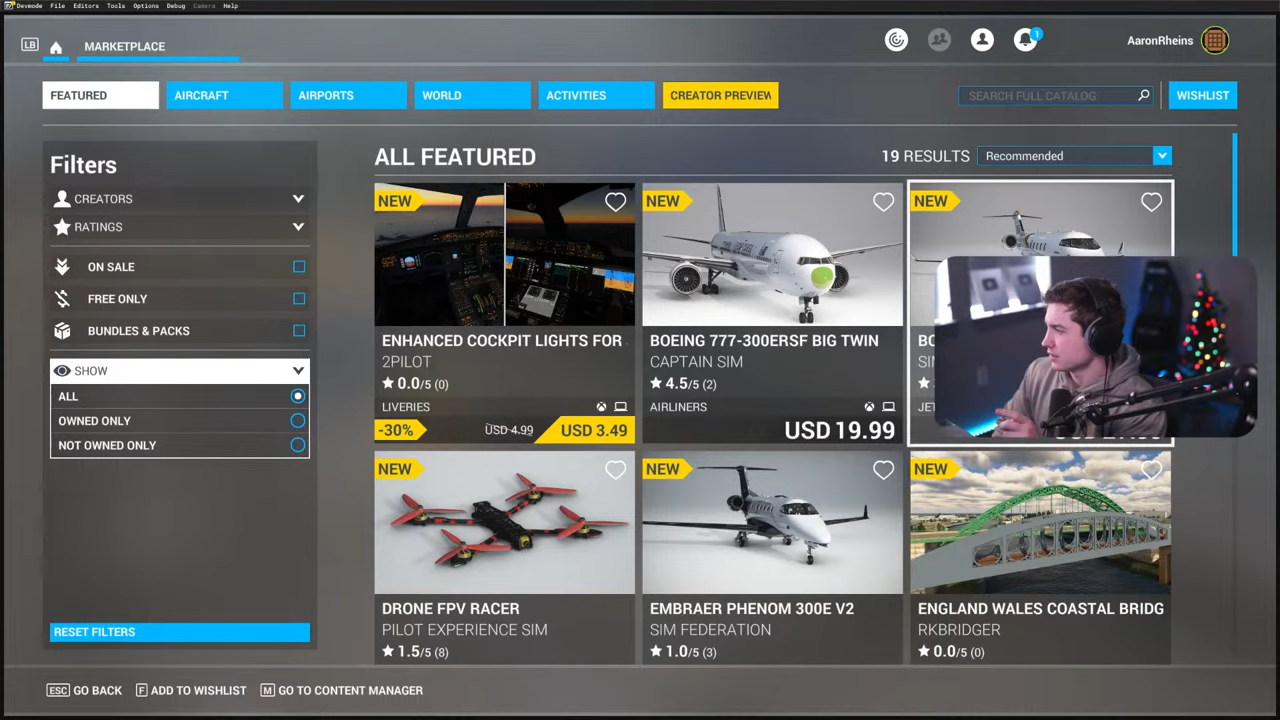 Devmode File Editors Tools Options Debug Camera Help
LB MARKETPLACE
1
AaronRheins
FEATURED AIRCRAFT AIRPORTS WORLD ACTIVITIES CREATOR PREVIEW SEARCH FULL CATALOG WISHLIST
Filters
CREATORS
RATINGS
ON SALE
FREE ONLY
BUNDLES & PACKS
SHOW
ALL
OWNED ONLY
NOT OWNED ONLY
RESET FILTERS
ALL FEATURED 19 RESULTS Recommended
NEW
ENHANCED COCKPIT LIGHTS FOR
2PILOT
0.0/5 (0)
LIVERIES
-30% USD 4.99 USD 3.49
NEW
BOEING 777-300ERSF BIG TWIN
CAPTAIN SIM
4.5/5 (2)
AIRLINERS
USD 19.99
NEW
NEW
DRONE FPV RACER
PILOT EXPERIENCE SIM
1.5/5 (8)
NEW
EMBRAER PHENOM 300E V2
SIM FEDERATION
1.0/5 (3)
NEW
ENGLAND WALES COASTAL BRIDG
RKBRIDGER
0.0/5 (0)
ESC GO BACK F ADD TO WISHLIST M GO TO CONTENT MANAGER